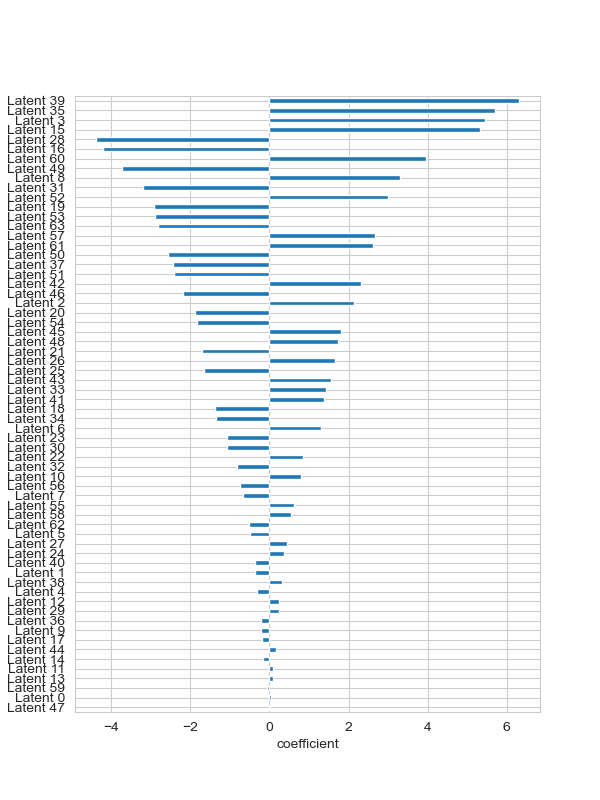 Latent 39
Latent 35
Latent 3
Latent 15
Latent 28
Latent 16
Latent 60
Latent 49
Latent 8
Latent 31
Latent 52
Latent 19
Latent 53
Latent 63
Latent 57
Latent 61
Latent 50
Latent 37
Latent 51
Latent 42
Latent 46
Latent 2
Latent 20
Latent 54
Latent 45
Latent 48
Latent 21
Latent 26
Latent 25
Latent 43
Latent 33
Latent 41
Latent 18
Latent 34
Latent 6
Latent 23
Latent 30
Latent 22
Latent 32
Latent 10
Latent 56
Latent 7
Latent 55
Latent 58
Latent 62
Latent 5
Latent 27
Latent 24
Latent 40
Latent 1
Latent 38
Latent 4
Latent 12
Latent 29
Latent 36
Latent 9
Latent 17
Latent 44
Latent 14
Latent 11
Latent 13
Latent 59
Latent 0
Latent 47
−4 −2 0 2 4 6
coefficient